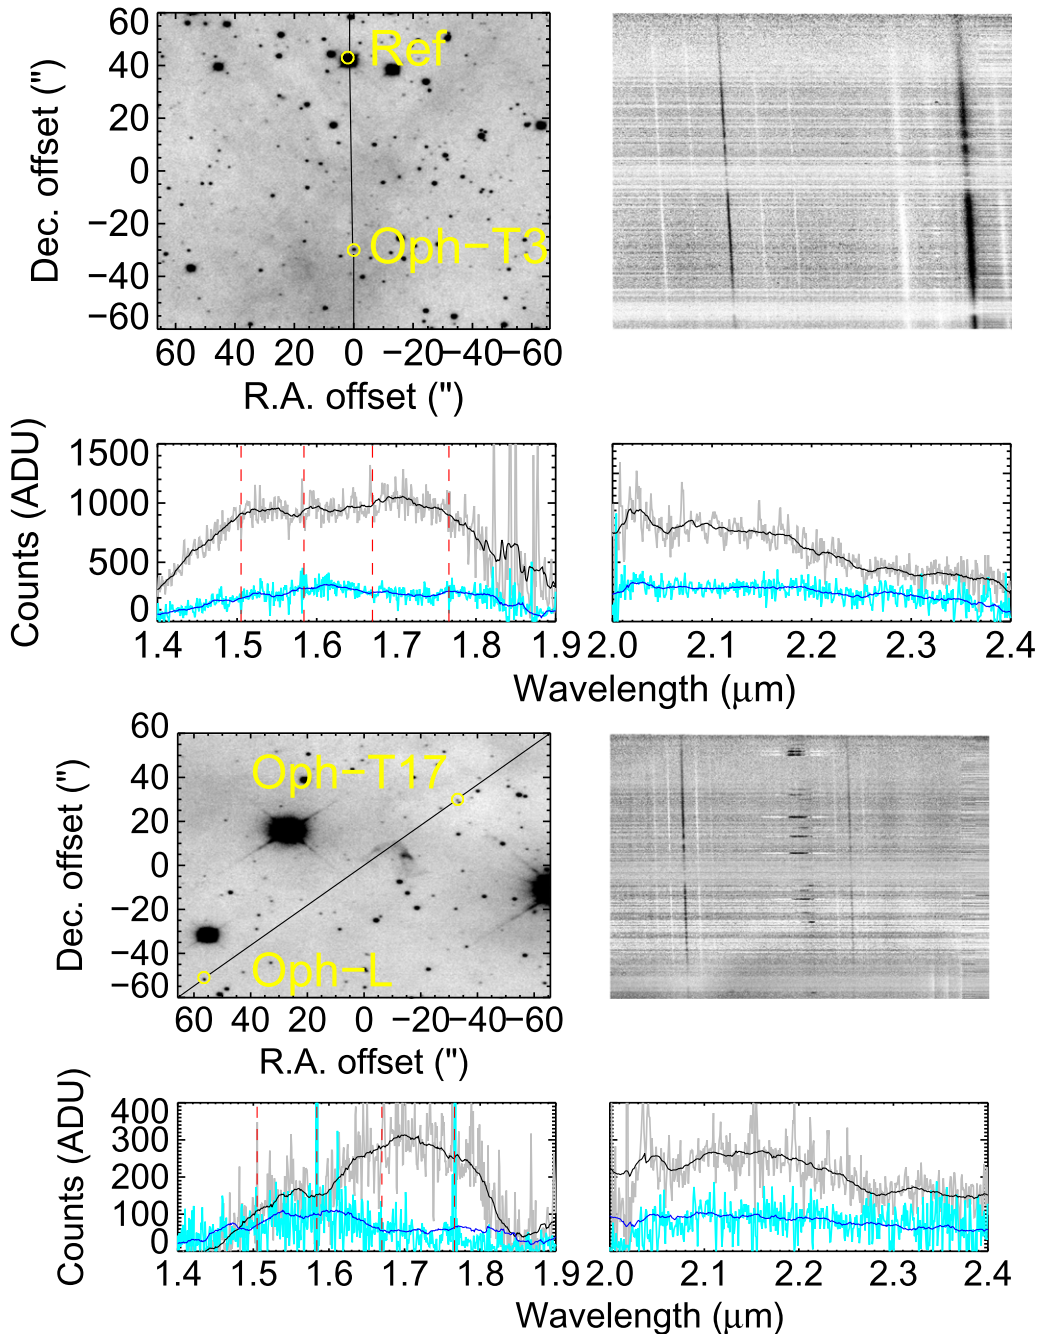 60
40
20
0
−20
−40
−60
Dec. offset (")
Ref
Oph−T3
60 40 20 0 −20 −40 −60
R.A. offset (")
1500
1000
500
0
Counts (ADU)
1.4 1.5 1.6 1.7 1.8 1.9 2.0 2.1 2.2 2.3 2.4
Wavelength (μm)
60
40
20
0
−20
−40
−60
Dec. offset (")
Oph−T17
Oph−L
60 40 20 0 −20 −40 −60
R.A. offset (")
400
300
200
100
0
Counts (ADU)
1.4 1.5 1.6 1.7 1.8 1.9 2.0 2.1 2.2 2.3 2.4
Wavelength (μm)